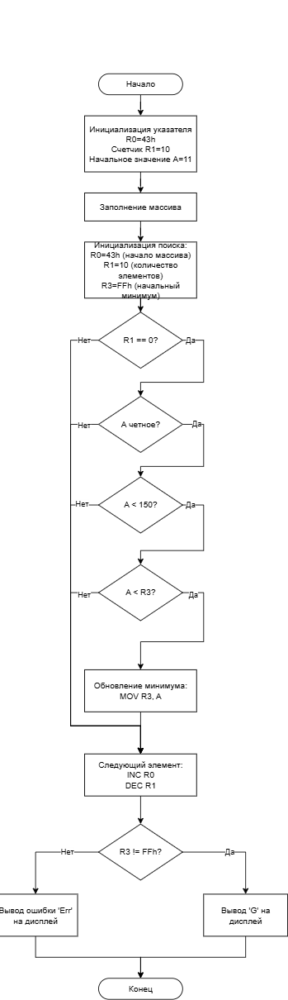 Начало
Инициализация указателя
R0=43h
Счетчик R1=10
Начальное значение A=11
Заполнение массива
Инициализация поиска:
R0=43h (начало массива)
R1=10 (количество
элементов)
R3=FFh (начальный
минимум)
Нет
R1 == 0?
Да
Нет
А четное?
Да
Нет
A < 150?
Да
Нет
A < R3?
Да
Обновление минимума:
MOV R3, A
Следующий элемент:
INC R0
DEC R1
Нет
R3 != FFh?
Да
Вывод ошибки 'Err'
на дисплей
Вывод 'G' на
дисплей
Конец